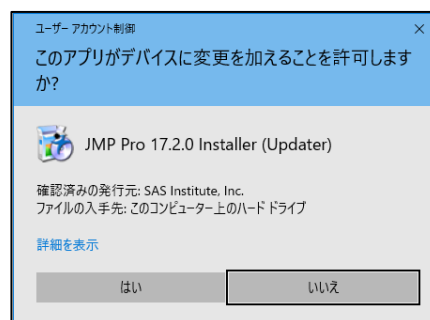 ユーザー アカウント制御
×
このアプリがデバイスに変更を加えることを許可します
か?
JMP Pro 17.2.0 Installer (Updater)
確認済みの発行元: SAS Institute, Inc.
ファイルの入手先: このコンピューター上のハード ドライブ
詳細を表示
はい
いいえ